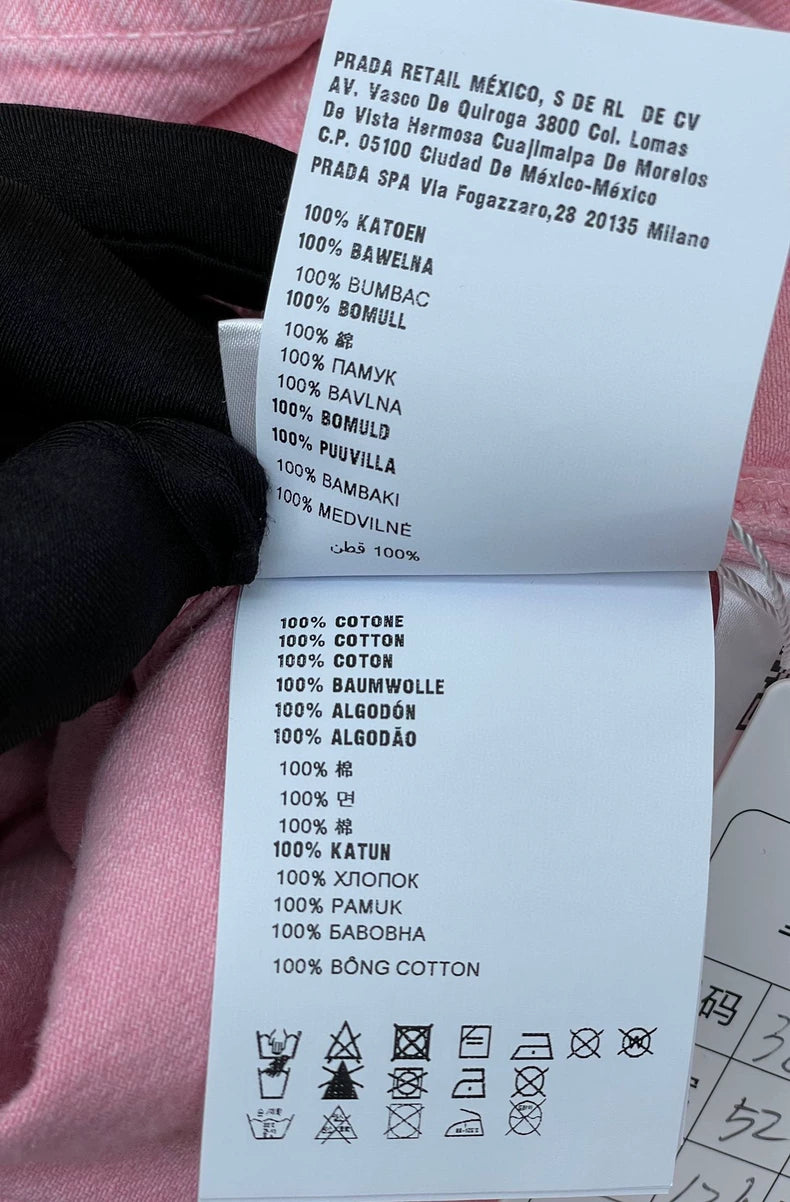 PRADA RETAIL MÉXICO, S DE RL DE CV
AV. Vasco De Quiroga 3800 Col. Lomas
De Vista Hermosa Cuajimalpa De Morelos
C.P. 05100 Ciudad De México-México
PRADA SPA Via Fogazzaro,28 20135 Milano
100% KATOEN
100% BAWELNA
100% BUMBAC
100% BOMULL
100% 綿
100% ПАМУК
100% BAVLNA
100% BOMULD
100% PUUVILLA
100% BAMBAKI
100% MEDVILNĖ
100% قطن
100% COTONE
100% COTTON
100% COTON
100% BAUMWOLLE
100% ALGODÓN
100% ALGODÃO
100% 棉
100% 면
100% 棉
100% KATUN
100% ХЛОПОК
100% PAMUK
100% БАВОВНА
100% BÔNG COTTON
码
52